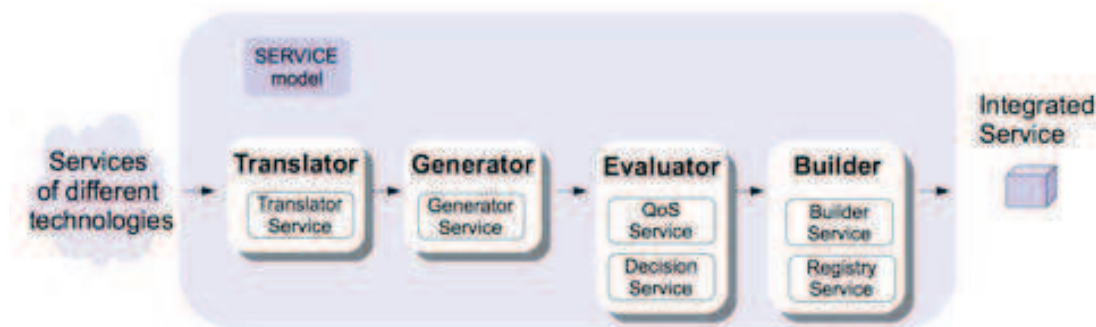 SERVICE
model
Services
of different
technologies
Translator
Translator
Service
Generator
Generator
Service
Evaluator
QoS
Service
Decision
Service
Builder
Builder
Service
Registry
Service
Integrated
Service